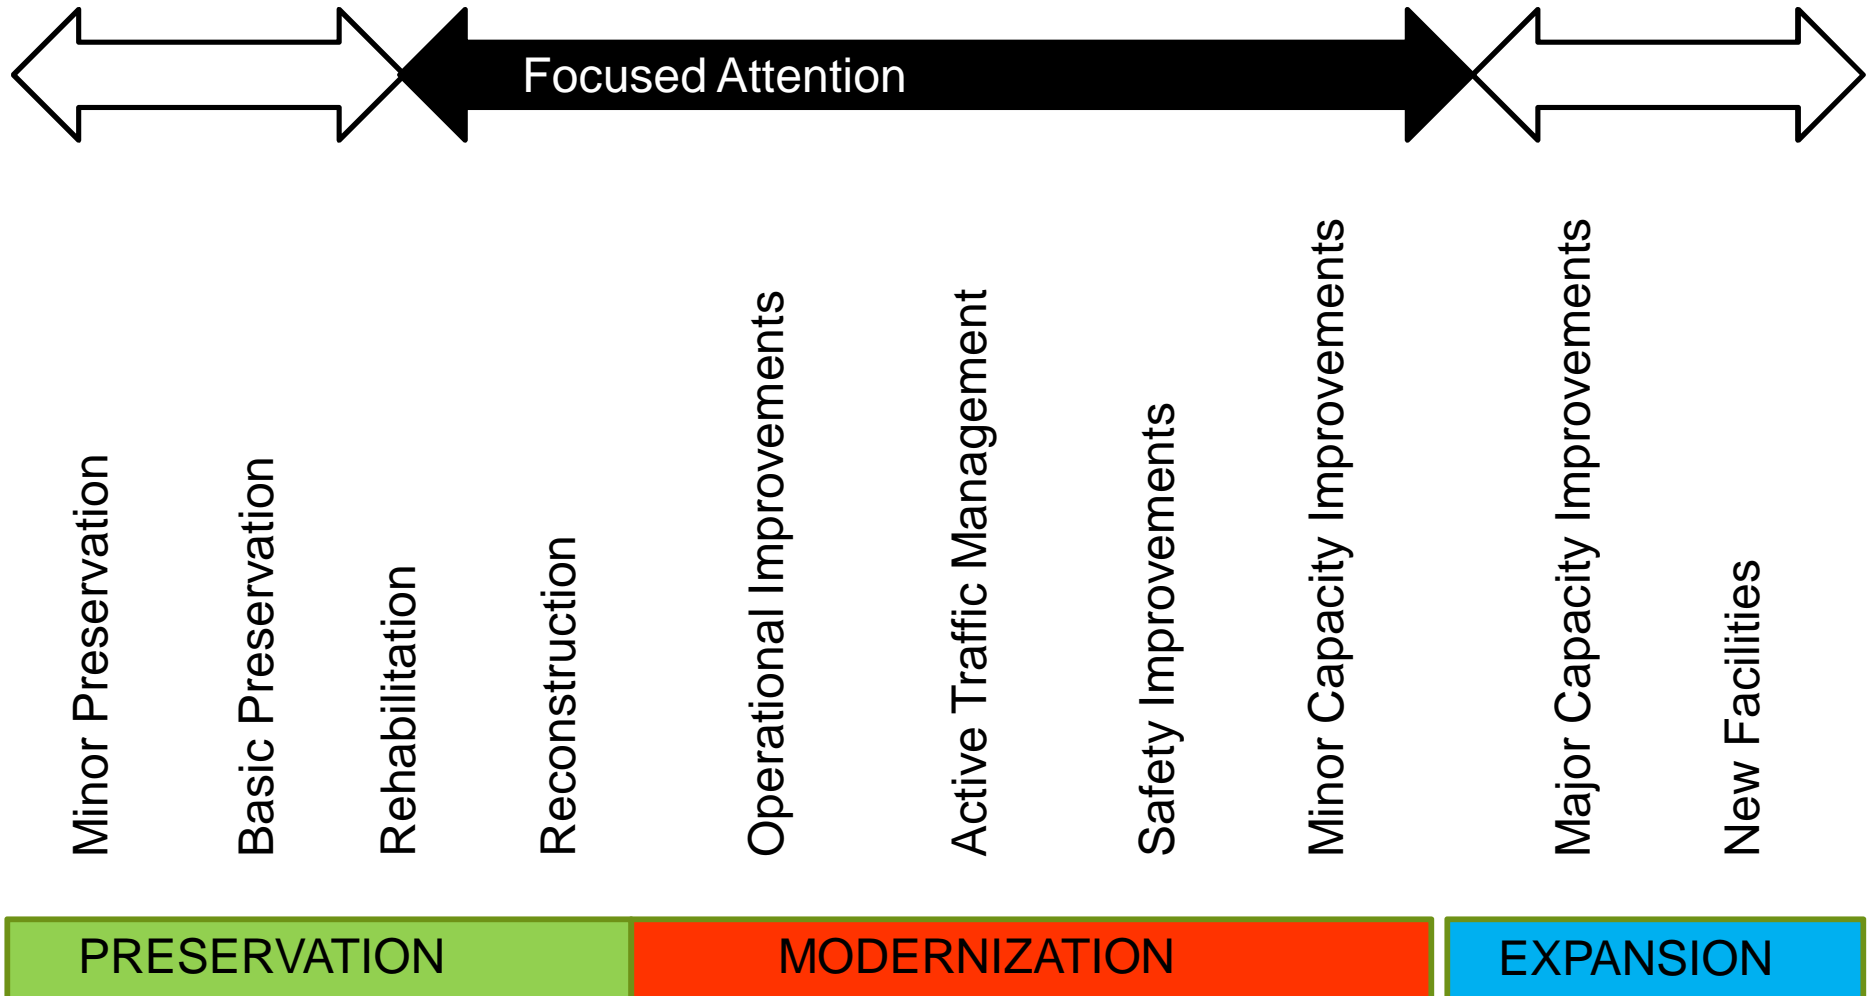 Focused Attention
Minor Preservation
Basic Preservation
Rehabilitation
Reconstruction
Operational Improvements
Active Traffic Management
Safety Improvements
Minor Capacity Improvements
Major Capacity Improvements
New Facilities
PRESERVATION
MODERNIZATION
EXPANSION